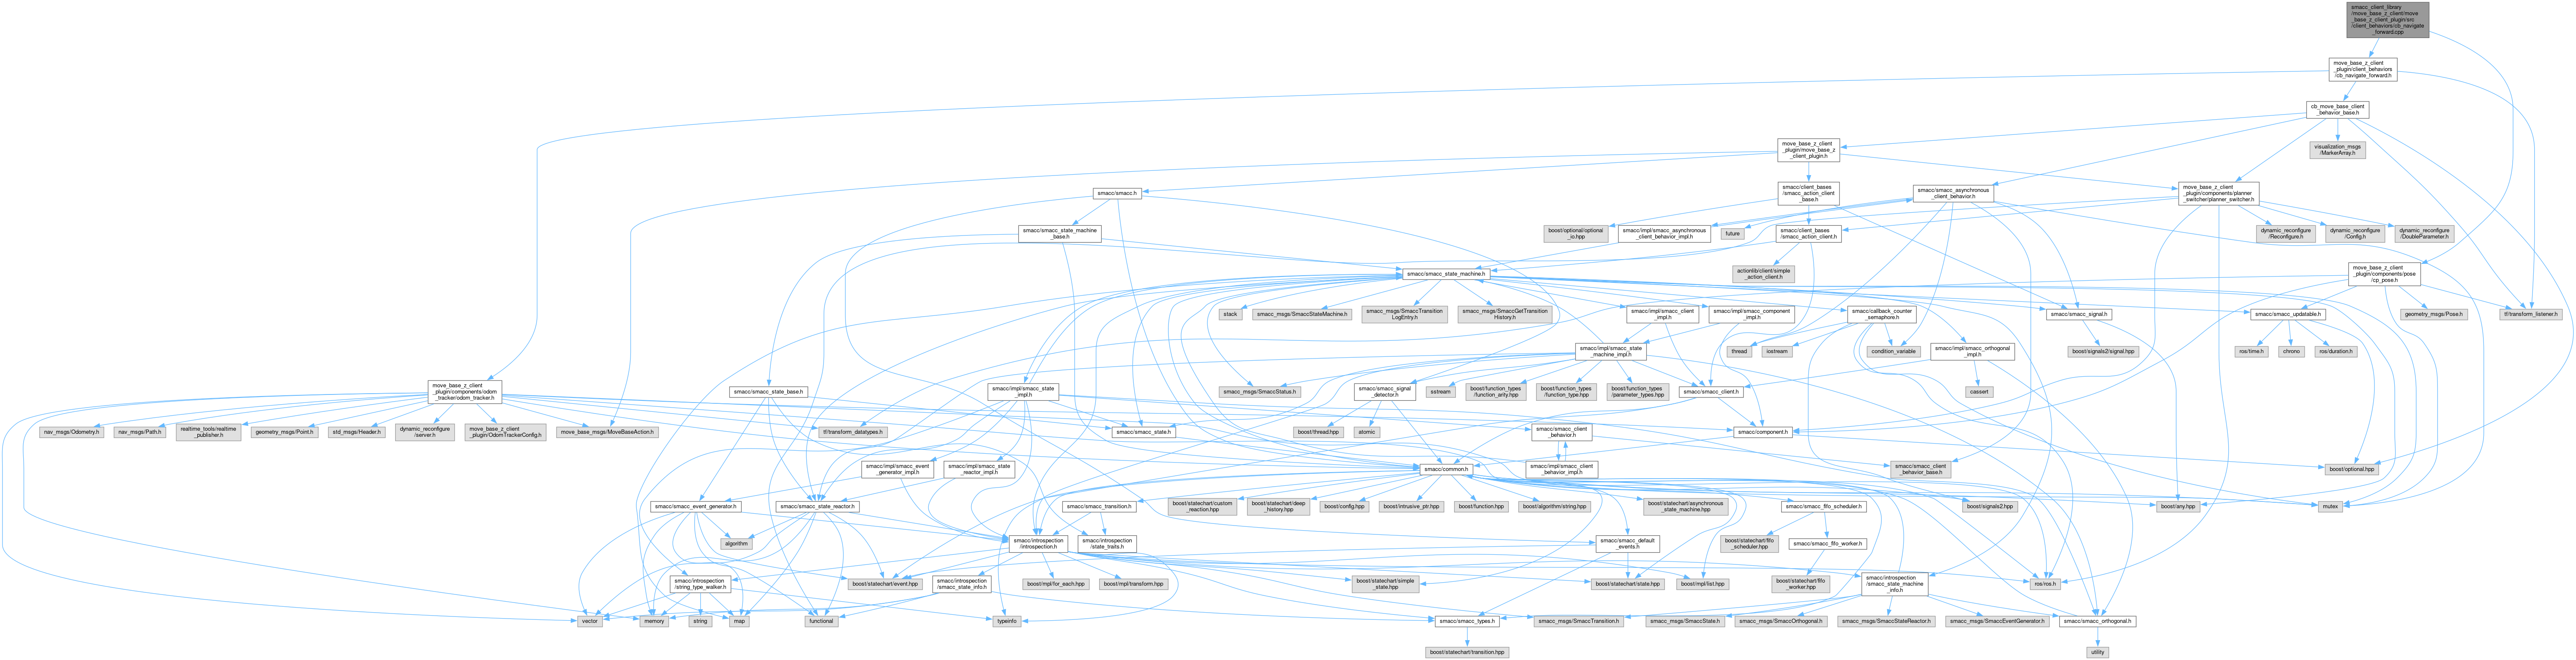 smacc_client_library
/move_base_z_client/move
_base_z_client_plugin/src
/client_behaviors/cb_navigate
_forward.cpp
move_base_z_client
_plugin/client_behaviors
/cb_navigate_forward.h
cb_move_base_client
_behavior_base.h
move_base_z_client
_plugin/move_base_z
_client_plugin.h
visualization_msgs
/MarkerArray.h
smacc/smacc.h
smacc/client_bases
/smacc_action_client
_base.h
smacc/smacc_asynchronous
_client_behavior.h
move_base_z_client
_plugin/components/planner
_switcher/planner_switcher.h
smacc/smacc_state_machine
_base.h
boost/optional/optional
_io.hpp
smacc/impl/smacc_asynchronous
_client_behavior_impl.h
future
smacc/client_bases
/smacc_action_client.h
dynamic_reconfigure
/Reconfigure.h
dynamic_reconfigure
/Config.h
dynamic_reconfigure
/DoubleParameter.h
smacc/smacc_state_machine.h
actionlib/client/simple
_action_client.h
move_base_z_client
_plugin/components/pose
/cp_pose.h
stack
smacc_msgs/SmaccStateMachine.h
smacc_msgs/SmaccTransition
LogEntry.h
smacc_msgs/SmaccGetTransition
History.h
smacc/impl/smacc_client
_impl.h
smacc/impl/smacc_component
_impl.h
smacc/callback_counter
_semaphore.h
smacc/smacc_signal.h
smacc/smacc_updatable.h
geometry_msgs/Pose.h
tf/transform_listener.h
smacc/impl/smacc_state
_machine_impl.h
thread
iostream
condition_variable
smacc/impl/smacc_orthogonal
_impl.h
boost/signals2/signal.hpp
ros/time.h
chrono
ros/duration.h
move_base_z_client
_plugin/components/odom
_tracker/odom_tracker.h
smacc/smacc_state_base.h
smacc/impl/smacc_state
_impl.h
smacc_msgs/SmaccStatus.h
smacc/smacc_signal
_detector.h
sstream
boost/function_types
/function_arity.hpp
boost/function_types
/function_type.hpp
boost/function_types
/parameter_types.hpp
smacc/smacc_client.h
cassert
nav_msgs/Odometry.h
nav_msgs/Path.h
realtime_tools/realtime
_publisher.h
geometry_msgs/Point.h
std_msgs/Header.h
dynamic_reconfigure
/server.h
move_base_z_client
_plugin/OdomTrackerConfig.h
move_base_msgs/MoveBaseAction.h
tf/transform_datatypes.h
smacc/smacc_state.h
boost/thread.hpp
atomic
smacc/smacc_client
_behavior.h
smacc/component.h
smacc/impl/smacc_event
_generator_impl.h
smacc/impl/smacc_state
_reactor_impl.h
smacc/common.h
smacc/impl/smacc_client
_behavior_impl.h
smacc/smacc_client
_behavior_base.h
boost/optional.hpp
smacc/smacc_event_generator.h
smacc/smacc_state_reactor.h
smacc/smacc_transition.h
boost/statechart/custom
_reaction.hpp
boost/statechart/deep
_history.hpp
boost/config.hpp
boost/intrusive_ptr.hpp
boost/function.hpp
boost/algorithm/string.hpp
boost/statechart/asynchronous
_state_machine.hpp
smacc/smacc_fifo_scheduler.h
boost/signals2.hpp
boost/any.hpp
mutex
algorithm
smacc/introspection
/introspection.h
smacc/introspection
/state_traits.h
smacc/smacc_default
_events.h
boost/statechart/fifo
_scheduler.hpp
smacc/smacc_fifo_worker.h
smacc/introspection
/string_type_walker.h
boost/statechart/event.hpp
smacc/introspection
/smacc_state_info.h
boost/mpl/for_each.hpp
boost/mpl/transform.hpp
boost/statechart/simple
_state.hpp
boost/statechart/state.hpp
boost/mpl/list.hpp
boost/statechart/fifo
_worker.hpp
smacc/introspection
/smacc_state_machine
_info.h
ros/ros.h
vector
memory
string
map
functional
typeinfo
smacc/smacc_types.h
smacc_msgs/SmaccTransition.h
smacc_msgs/SmaccState.h
smacc_msgs/SmaccOrthogonal.h
smacc_msgs/SmaccStateReactor.h
smacc_msgs/SmaccEventGenerator.h
smacc/smacc_orthogonal.h
boost/statechart/transition.hpp
utility